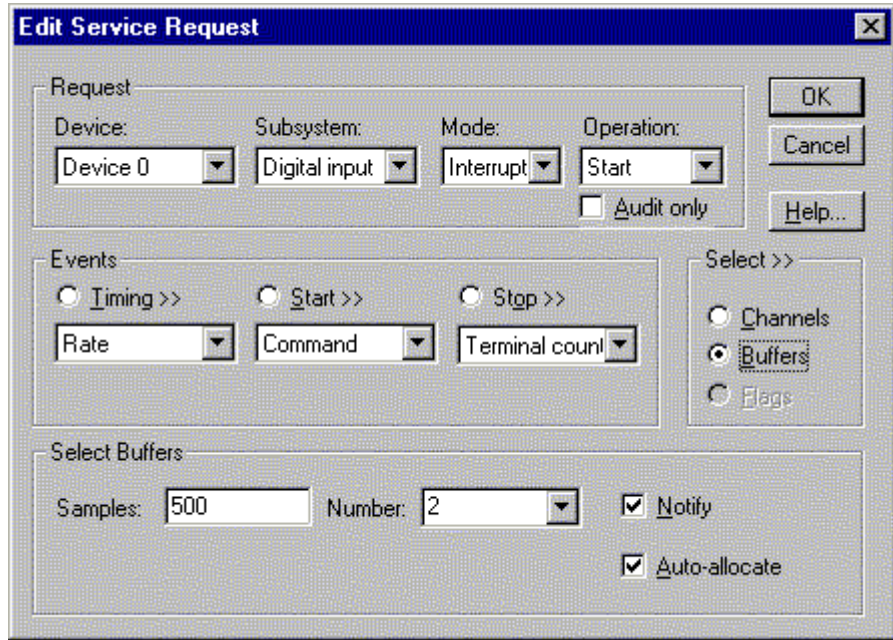 Edit Service Request
Request
OK
Device: Subsystem: Mode: Operation:
Cancel
Device 0 Digital input Interrupt Start
Audit only
Help...
Events
Select >>
Timing >> Start >> Stop >>
Channels
Rate Command Terminal count
Buffers
Flags
Select Buffers
Samples: 500 Number: 2 Notify
Auto-allocate